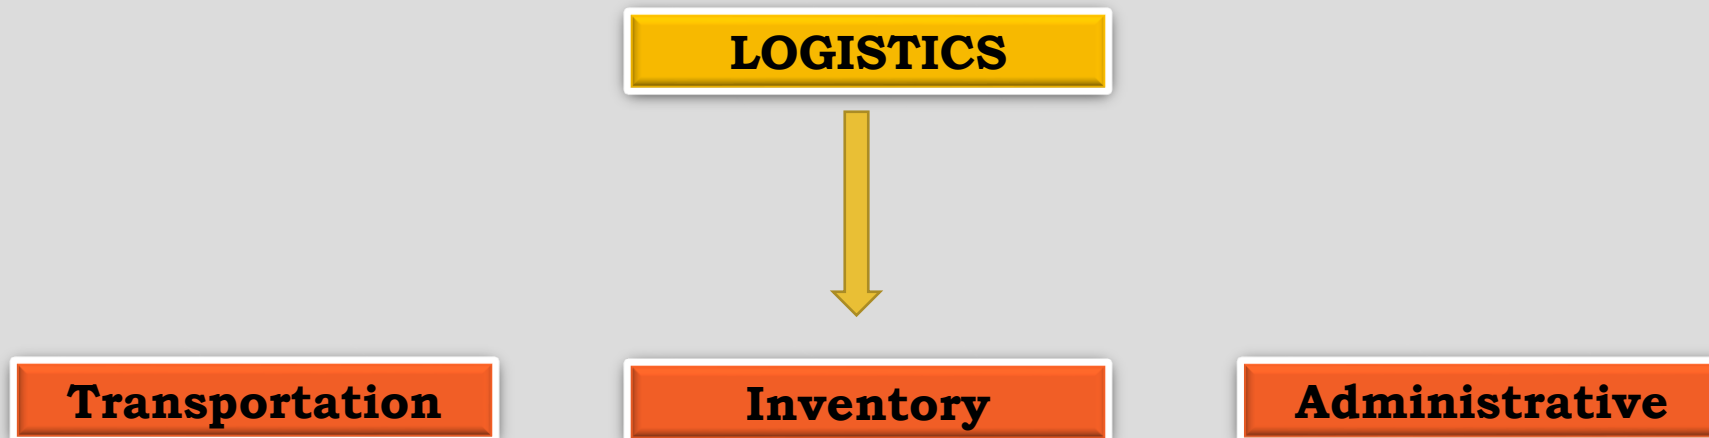 LOGISTICS
Transportation
Inventory
Administrative